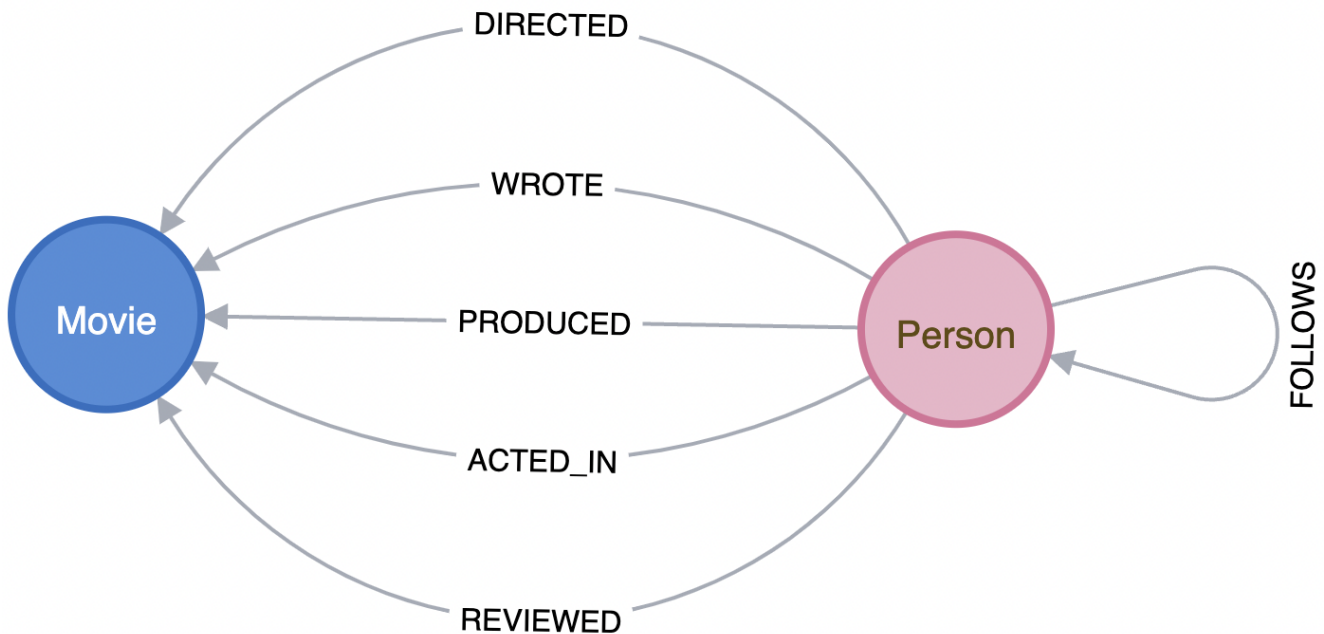 DIRECTED
WROTE
Movie
PRODUCED
Person
FOLLOWS
ACTED_IN
REVIEWED